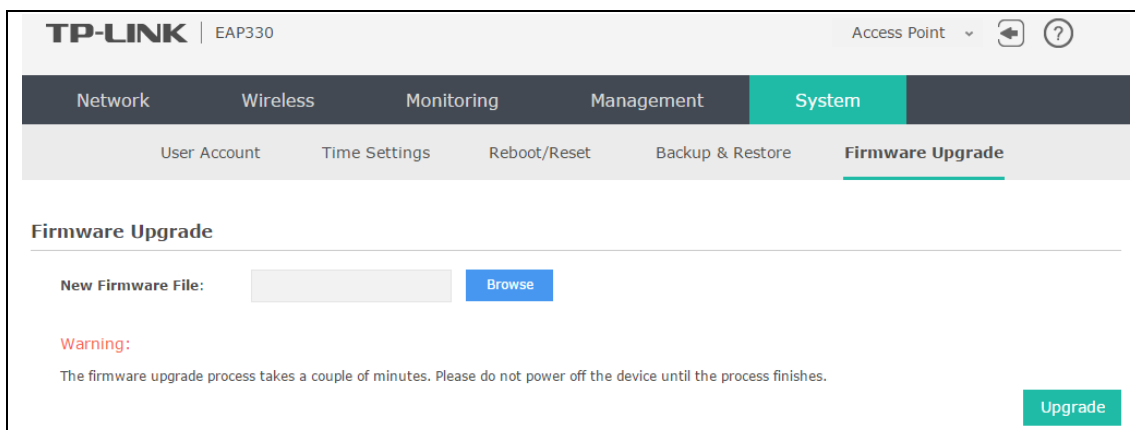 TP-LINK | EAP330 Access Point ?
Network Wireless Monitoring Management System
User Account Time Settings Reboot/Reset Backup & Restore Firmware Upgrade
Firmware Upgrade
New Firmware File: Browse
Warning:
The firmware upgrade process takes a couple of minutes. Please do not power off the device until the process finishes.
Upgrade